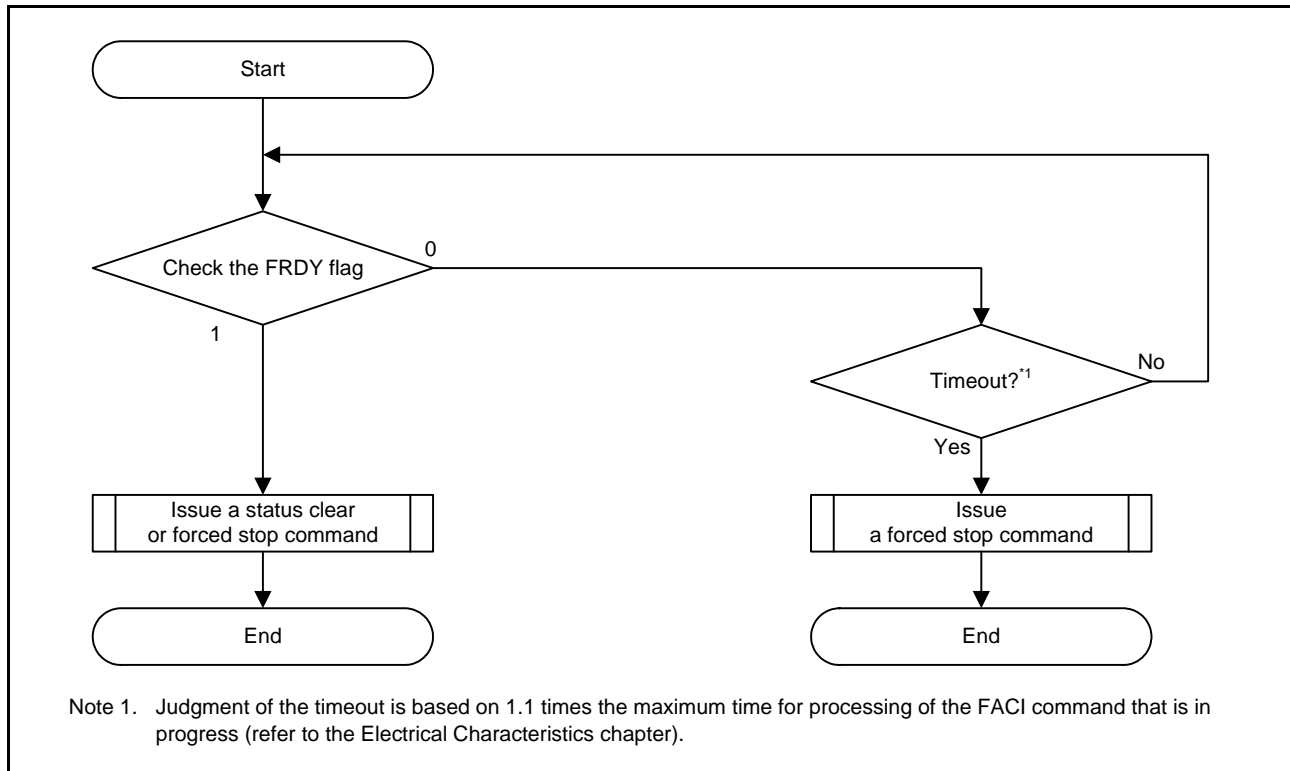 Start
Check the FRDY flag
0
1
Timeout?*1
No
Yes
Issue a status clear
or forced stop command
Issue
a forced stop command
End
End
Note 1. Judgment of the timeout is based on 1.1 times the maximum time for processing of the FACI command that is in
progress (refer to the Electrical Characteristics chapter).